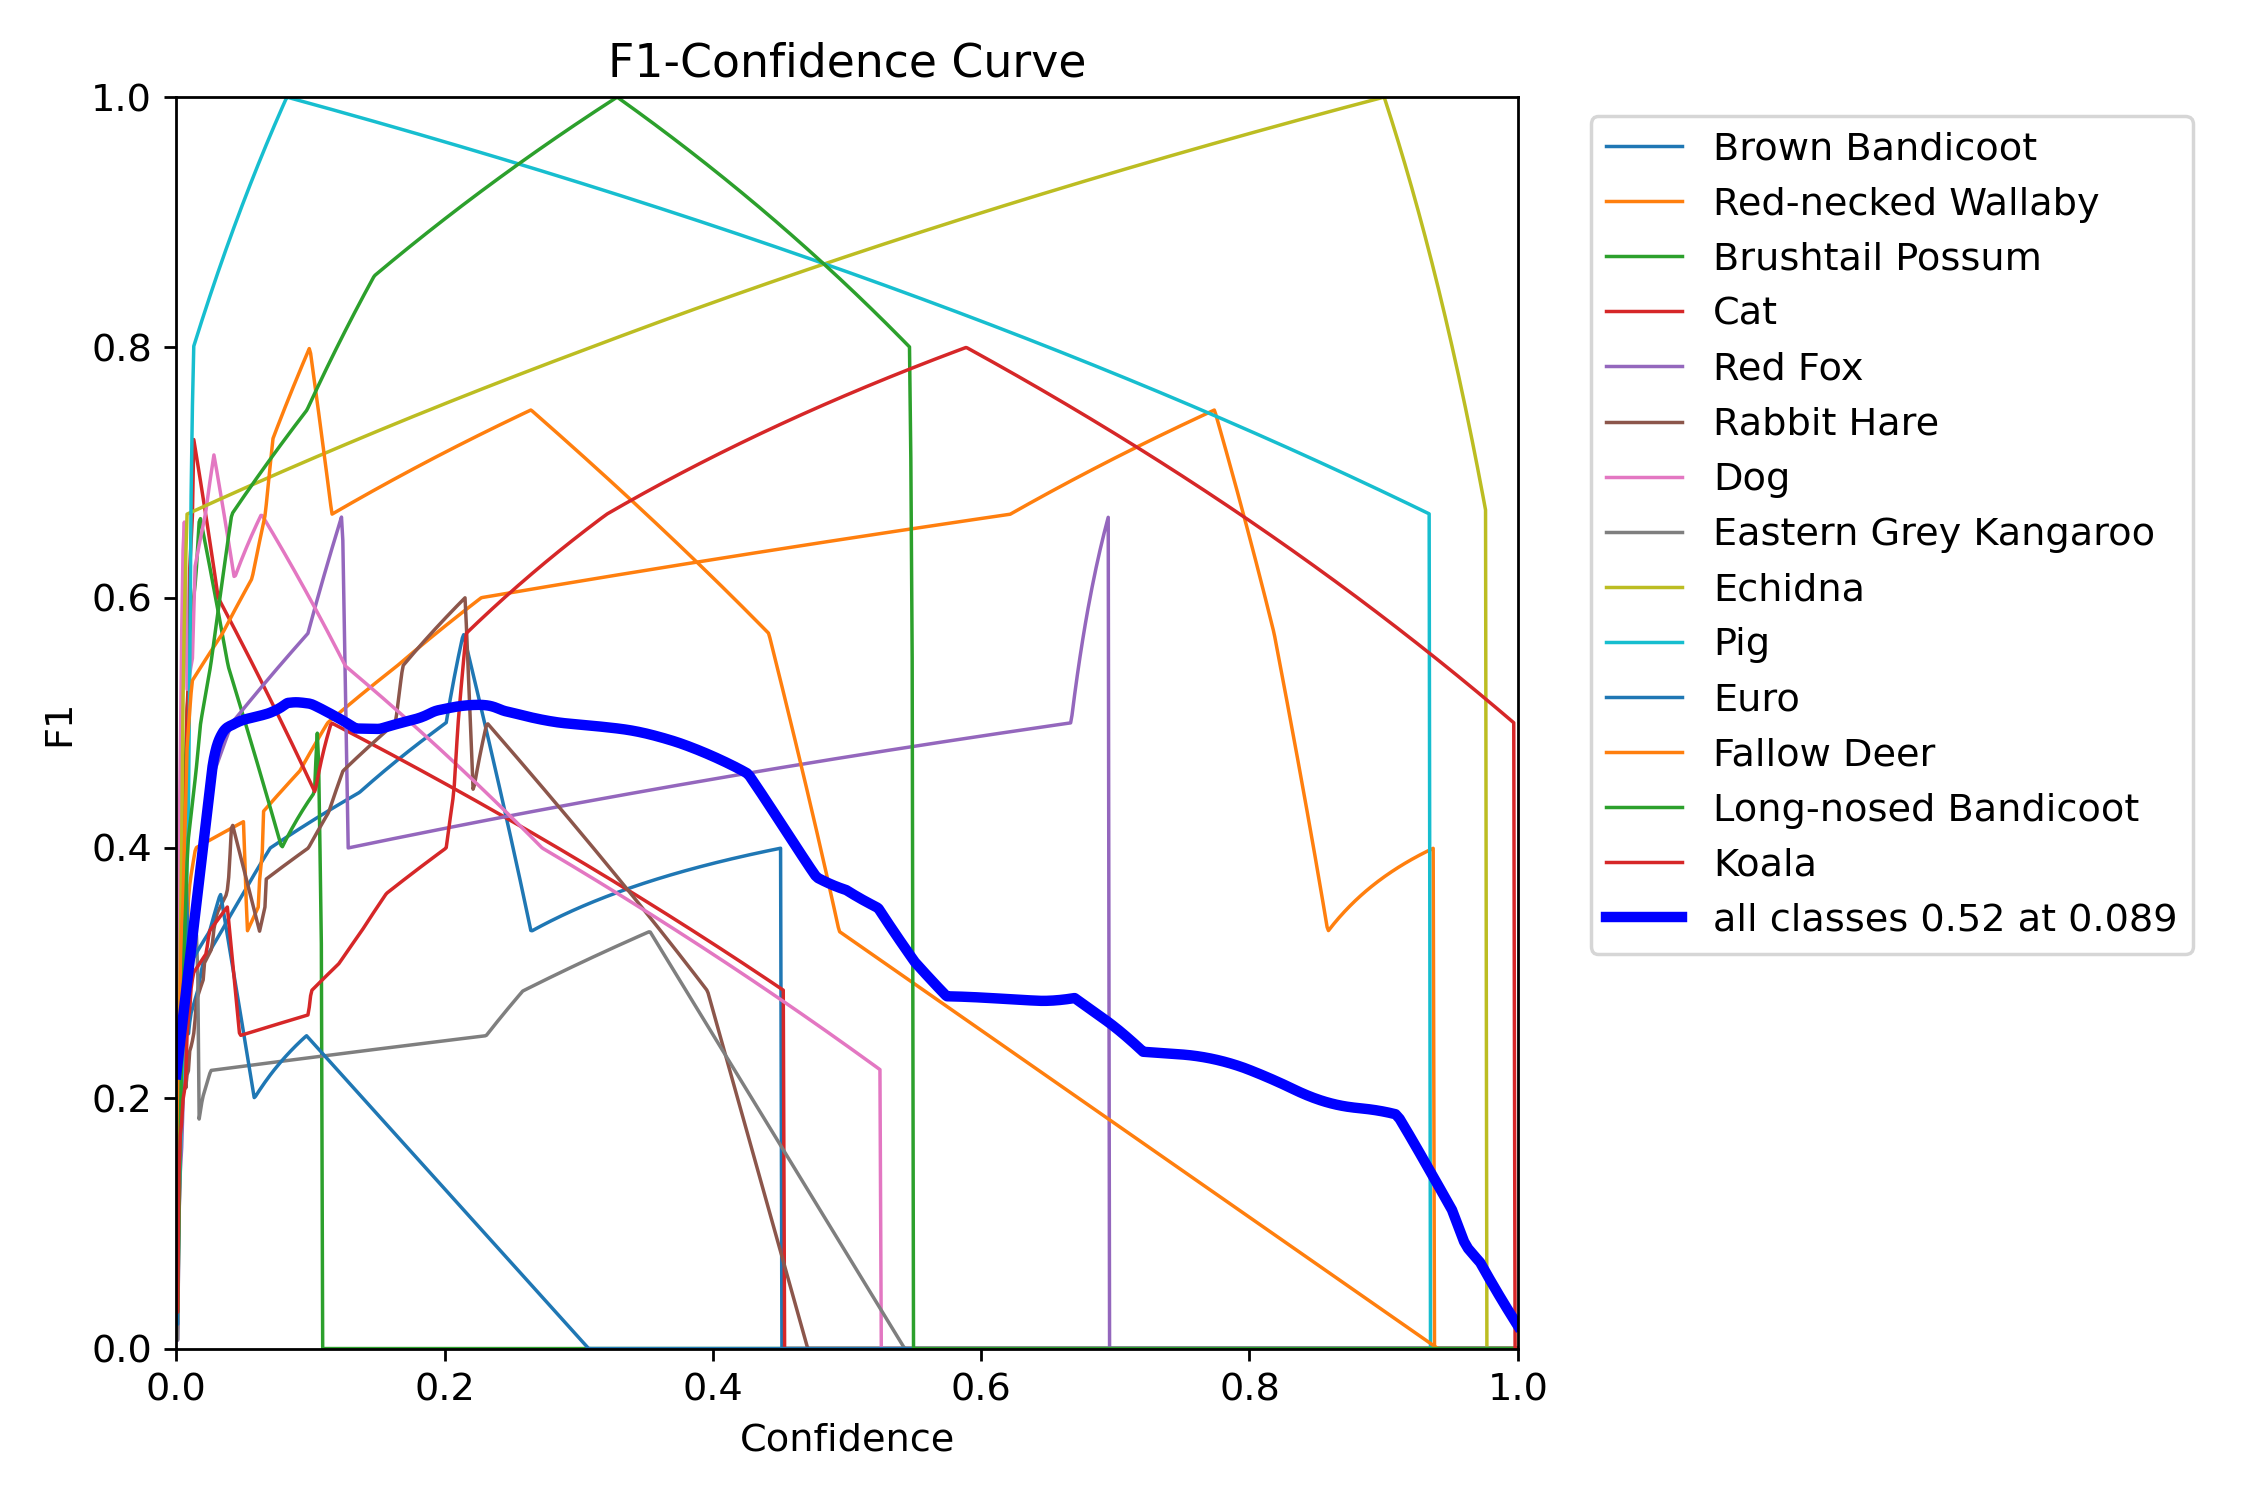 F1-Confidence Curve
1.0
0.8
0.6
0.4
0.2
0.0
F1
0.0 0.2 0.4 0.6 0.8 1.0
Confidence
Brown Bandicoot
Red-necked Wallaby
Brushtail Possum
Cat
Red Fox
Rabbit Hare
Dog
Eastern Grey Kangaroo
Echidna
Pig
Euro
Fallow Deer
Long-nosed Bandicoot
Koala
all classes 0.52 at 0.089